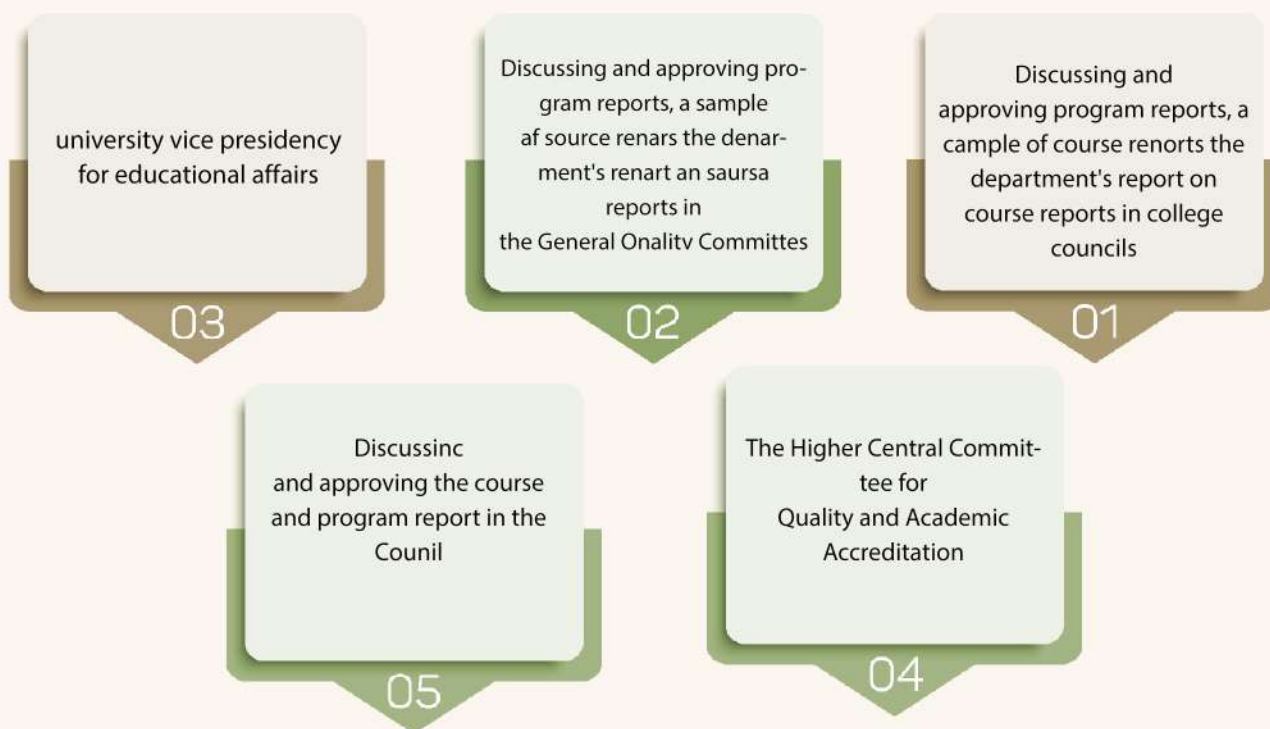 university vice presidency
for educational affairs
03
Discussing and approving pro-
gram reports, a sample
af source renars the denar-
ment's renart an saursa
reports in
the General Onality Committes
02
Discussing and
approving program reports, a
cample of course renorts the
department's report on
course reports in college
councils
01
Discussinc
and approving the course
and program report in the
Counil
05
The Higher Central Commit-
tee for
Quality and Academic
Accreditation
04